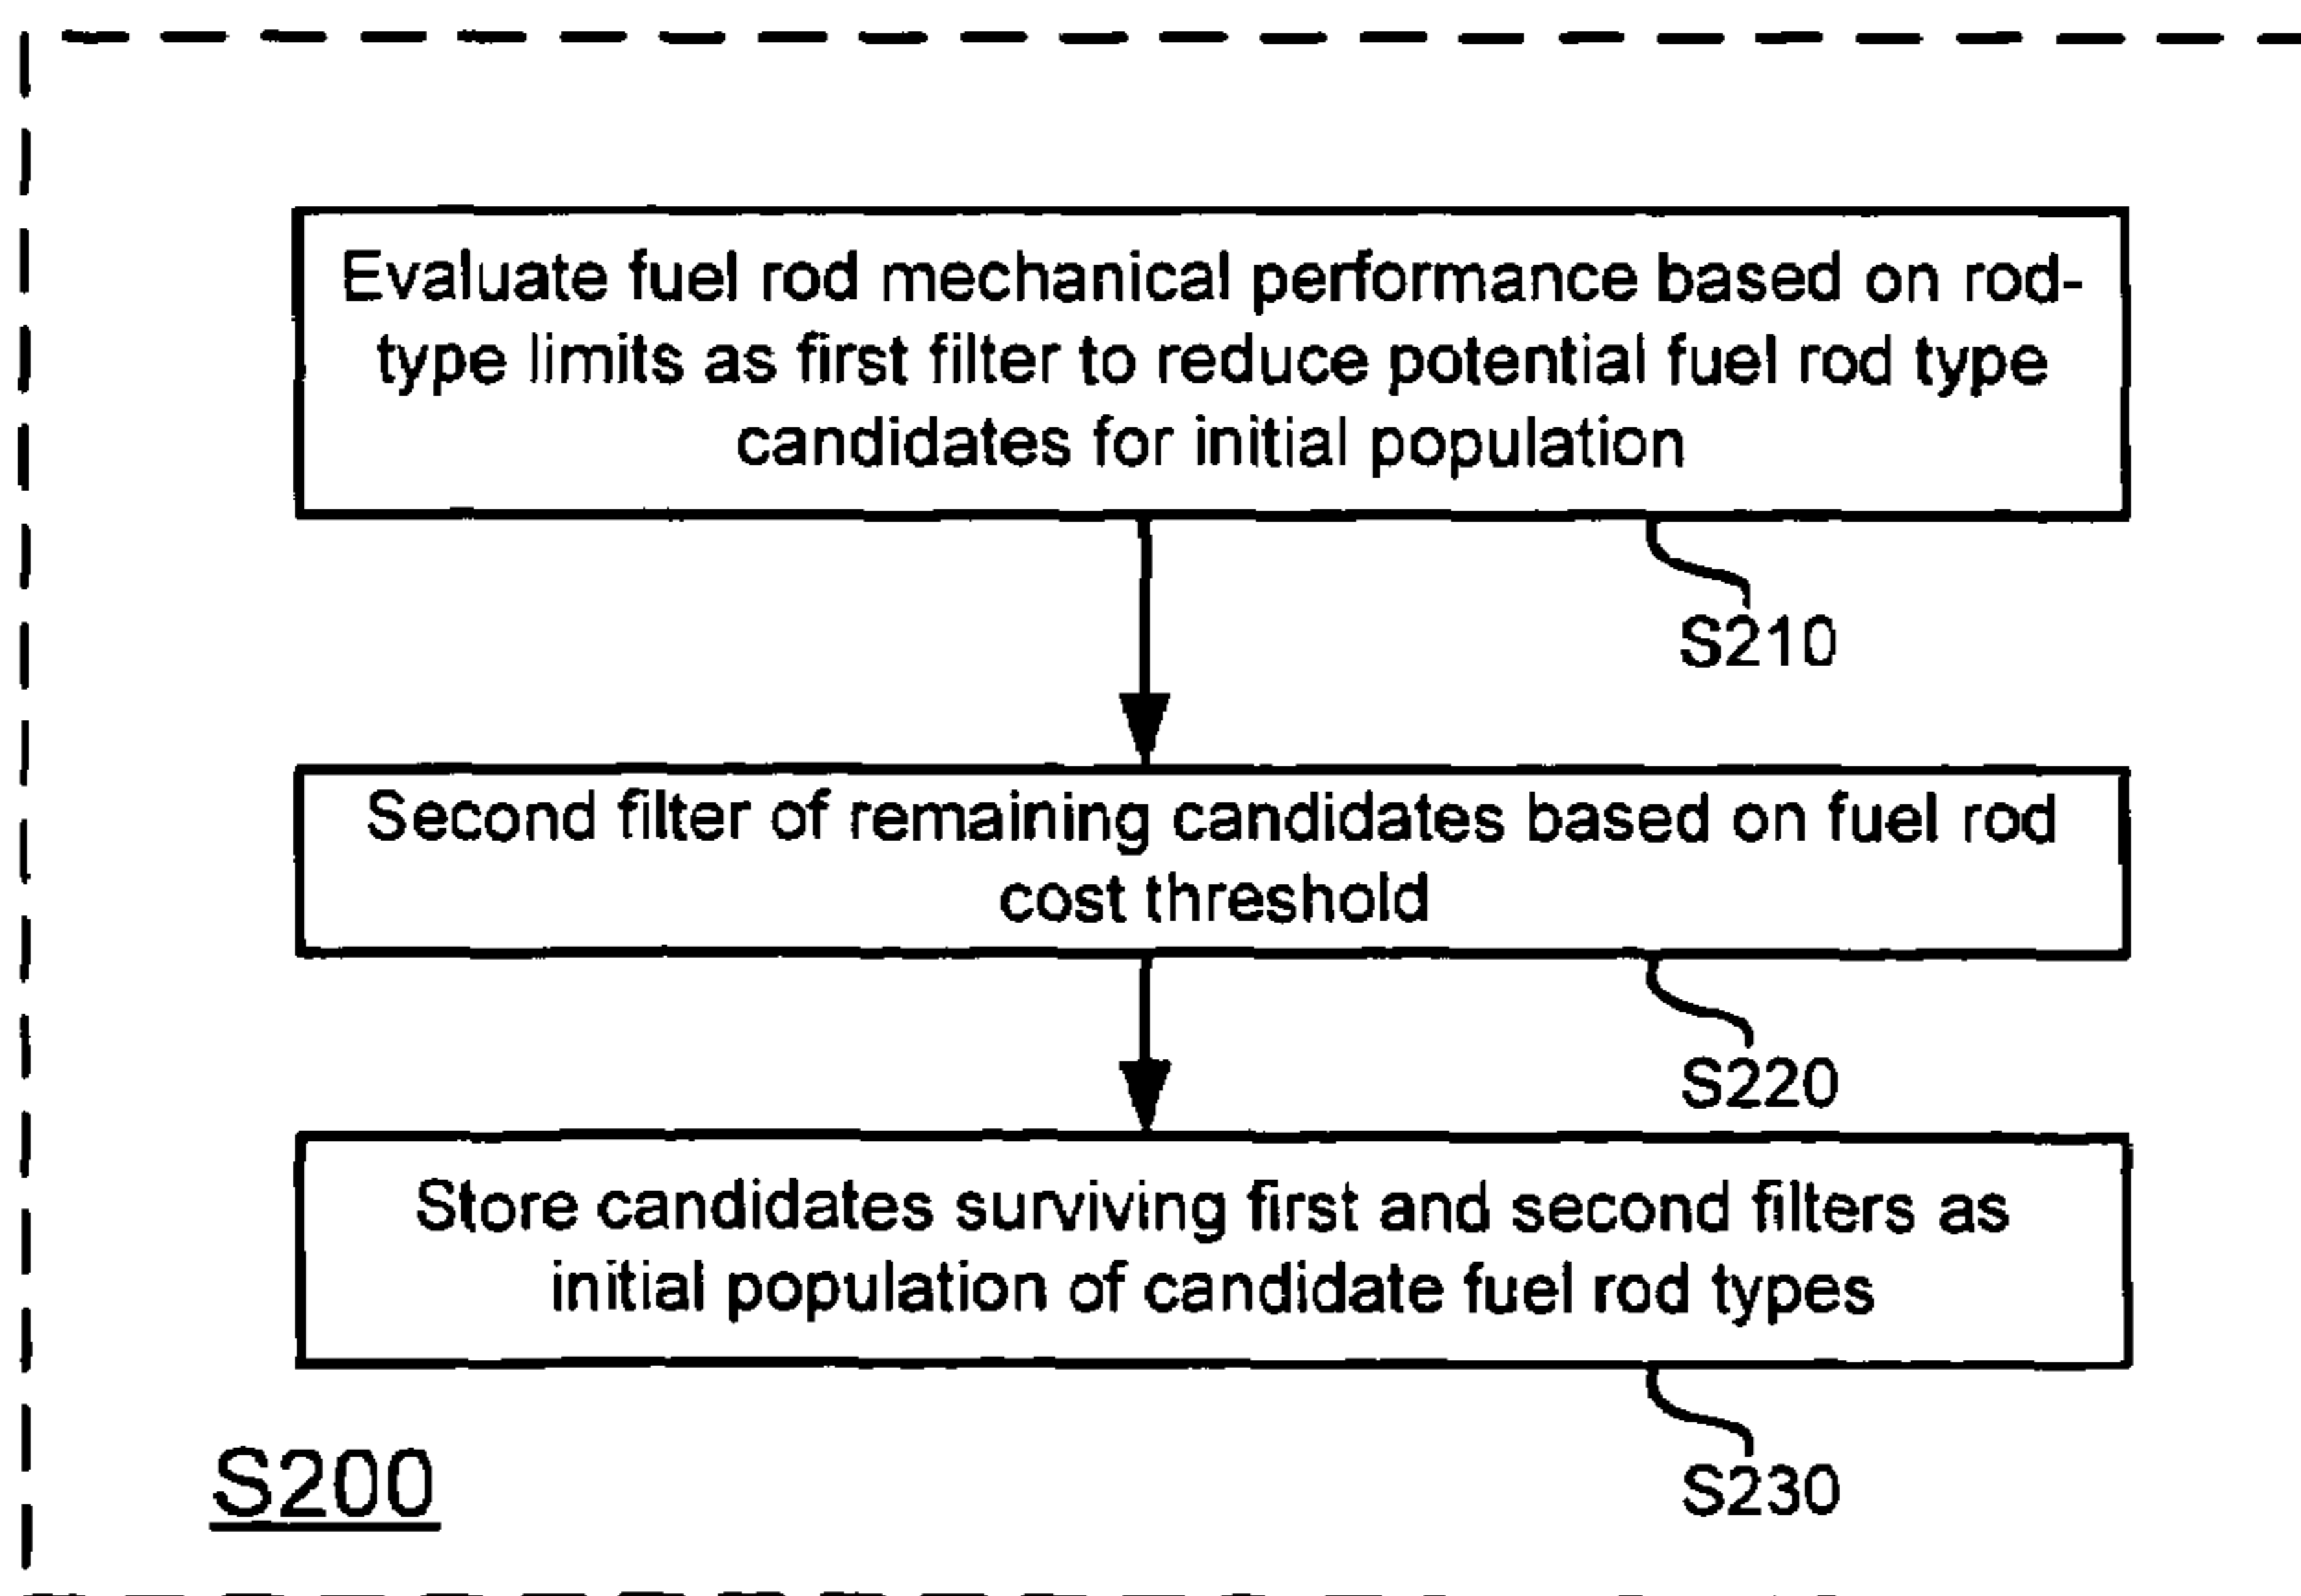 Evaluate fuel rod mechanical performance based on rod-
type limits as first filter to reduce potential fuel rod type
candidates for initial population
S210
Second filter of remaining candidates based on fuel rod
cost threshold
S220
Store candidates surviving first and second filters as
initial population of candidate fuel rod types
S230
S200